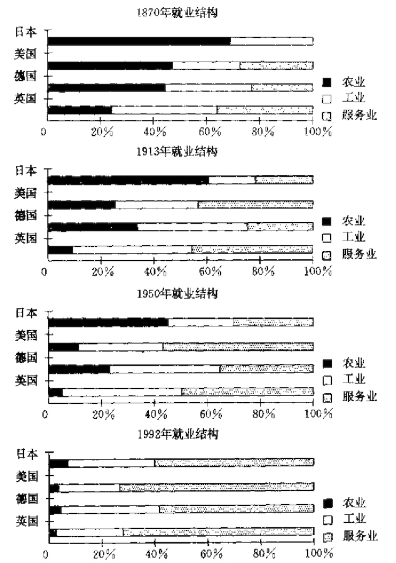 1870年就业结构
日本
美国
德国
英国
农业
工业
服务业
0 20% 40% 60% 80% 100%
1913年就业结构
日本
美国
德国
英国
农业
工业
服务业
0 20% 40% 60% 80% 100%
1950年就业结构
日本
美国
德国
英国
农业
工业
服务业
0 20% 40% 60% 80% 100%
1992年就业结构
日本
美国
德国
英国
农业
工业
服务业
0 20% 40% 60% 80% 100%